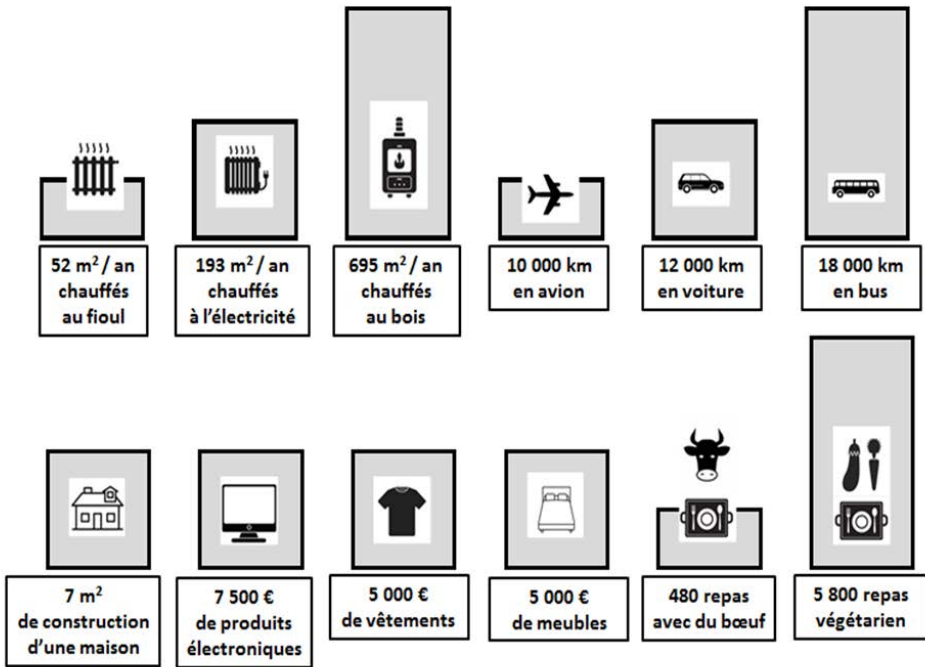 52 m² / an
chauffés
au fioul
193 m² / an
chauffés
à l’électricité
695 m² / an
chauffés
au bois
10 000 km
en avion
12 000 km
en voiture
18 000 km
en bus
7 m²
de construction
d’une maison
7 500 €
de produits
électroniques
5 000 €
de vêtements
5 000 €
de meubles
480 repas
avec du bœuf
5 800 repas
végétarien